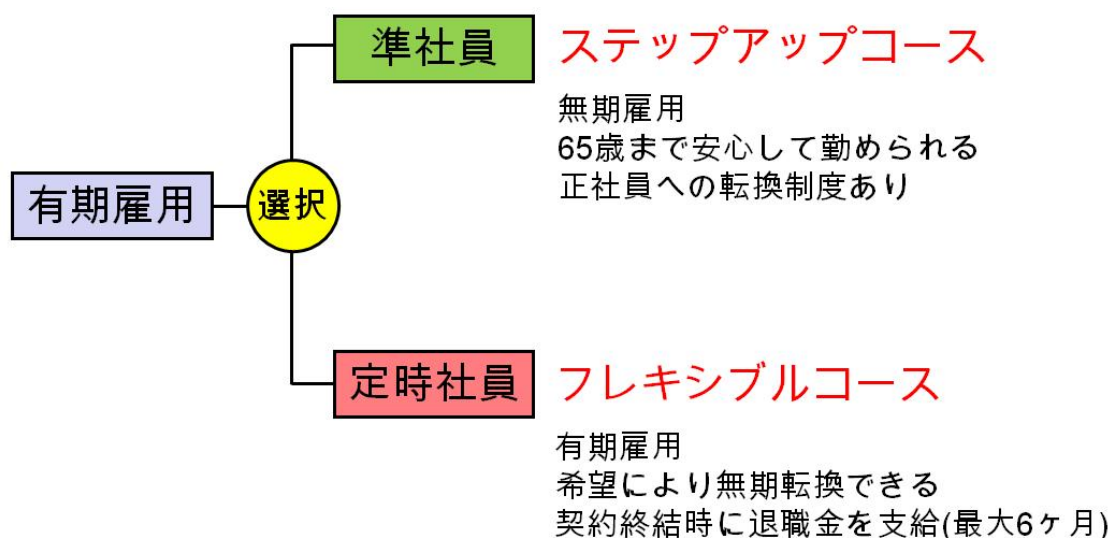 準社員
ステップアップコース
無期雇用
65歳まで安心して勤められる
正社員への転換制度あり
有期雇用
選択
定時社員
フレキシブルコース
有期雇用
希望により無期転換できる
契約終結時に退職金を支給(最大6ヶ月)